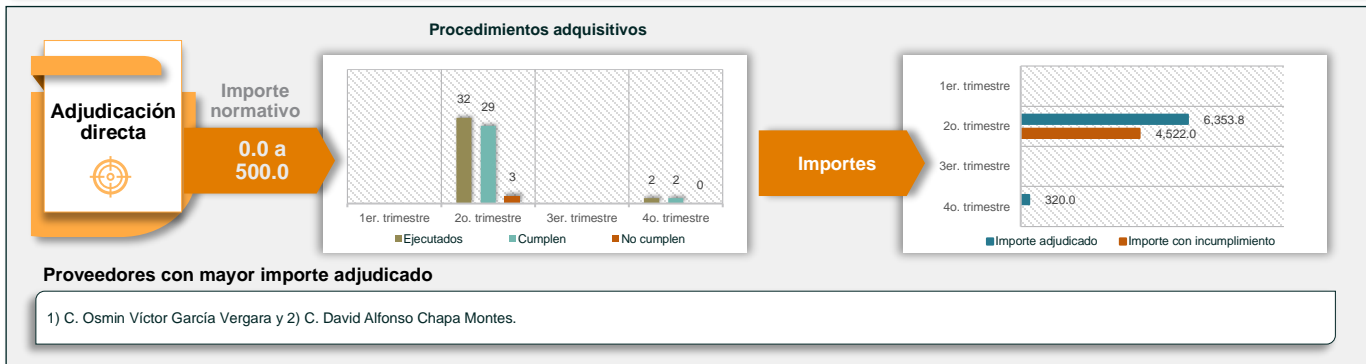 Adjudicación
directa
Importe
normativo
0.0 a
500.0
Procedimientos adquisitivos
32
29
3
2
2
0
1er. trimestre
2o. trimestre
3er. trimestre
4o. trimestre
Ejecutados
Cumplen
No cumplen
Importes
1er. trimestre
2o. trimestre
6,353.8
4,522.0
3er. trimestre
4o. trimestre
320.0
Importe adjudicado
Importe con incumplimiento
Proveedores con mayor importe adjudicado
1) C. Osmin Víctor García Vergara y 2) C. David Alfonso Chapa Montes.